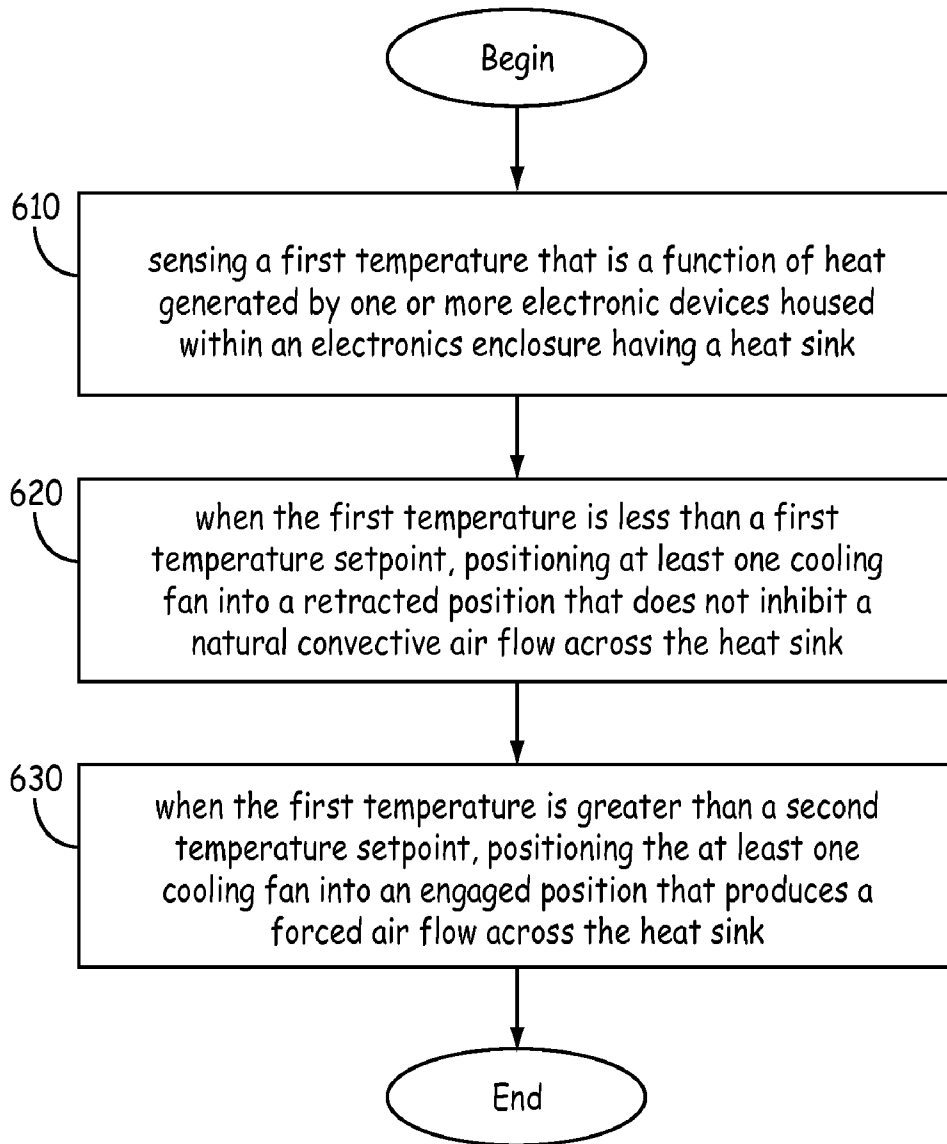 Begin
610
sensing a first temperature that is a function of heat
generated by one or more electronic devices housed
within an electronics enclosure having a heat sink
620
when the first temperature is less than a first
temperature setpoint, positioning at least one cooling
fan into a retracted position that does not inhibit a
natural convective air flow across the heat sink
630
when the first temperature is greater than a second
temperature setpoint, positioning the at least one
cooling fan into an engaged position that produces a
forced air flow across the heat sink
End